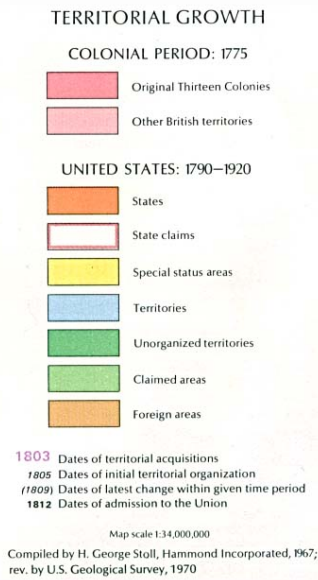 TERRITORIAL GROWTH
COLONIAL PERIOD: 1775
Original Thirteen Colonies
Other British territories
UNITED STATES: 1790–1920
States
State claims
Special status areas
Territories
Unorganized territories
Claimed areas
Foreign areas
1803 Dates of territorial acquisitions
1805 Dates of initial territorial organization
(1809) Dates of latest change within given time period
1812 Dates of admission to the Union
Map scale 1:34,000,000
Compiled by H. George Stoll, Hammond Incorporated, 1967;
rev. by U.S. Geological Survey, 1970